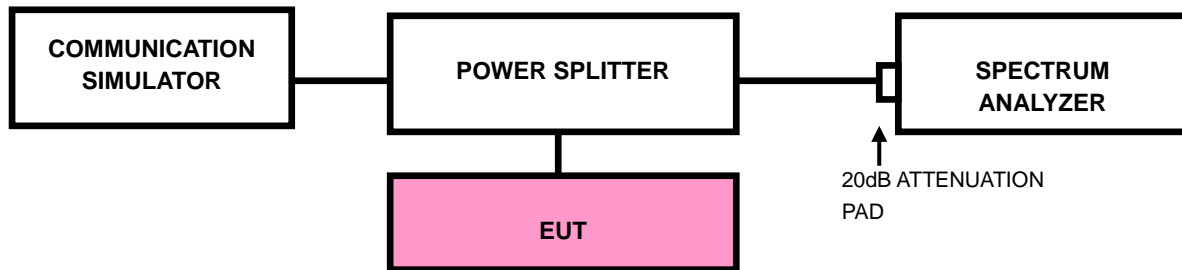 COMMUNICATION
SIMULATOR
POWER SPLITTER
SPECTRUM
ANALYZER
20dB ATTENUATION
PAD
EUT